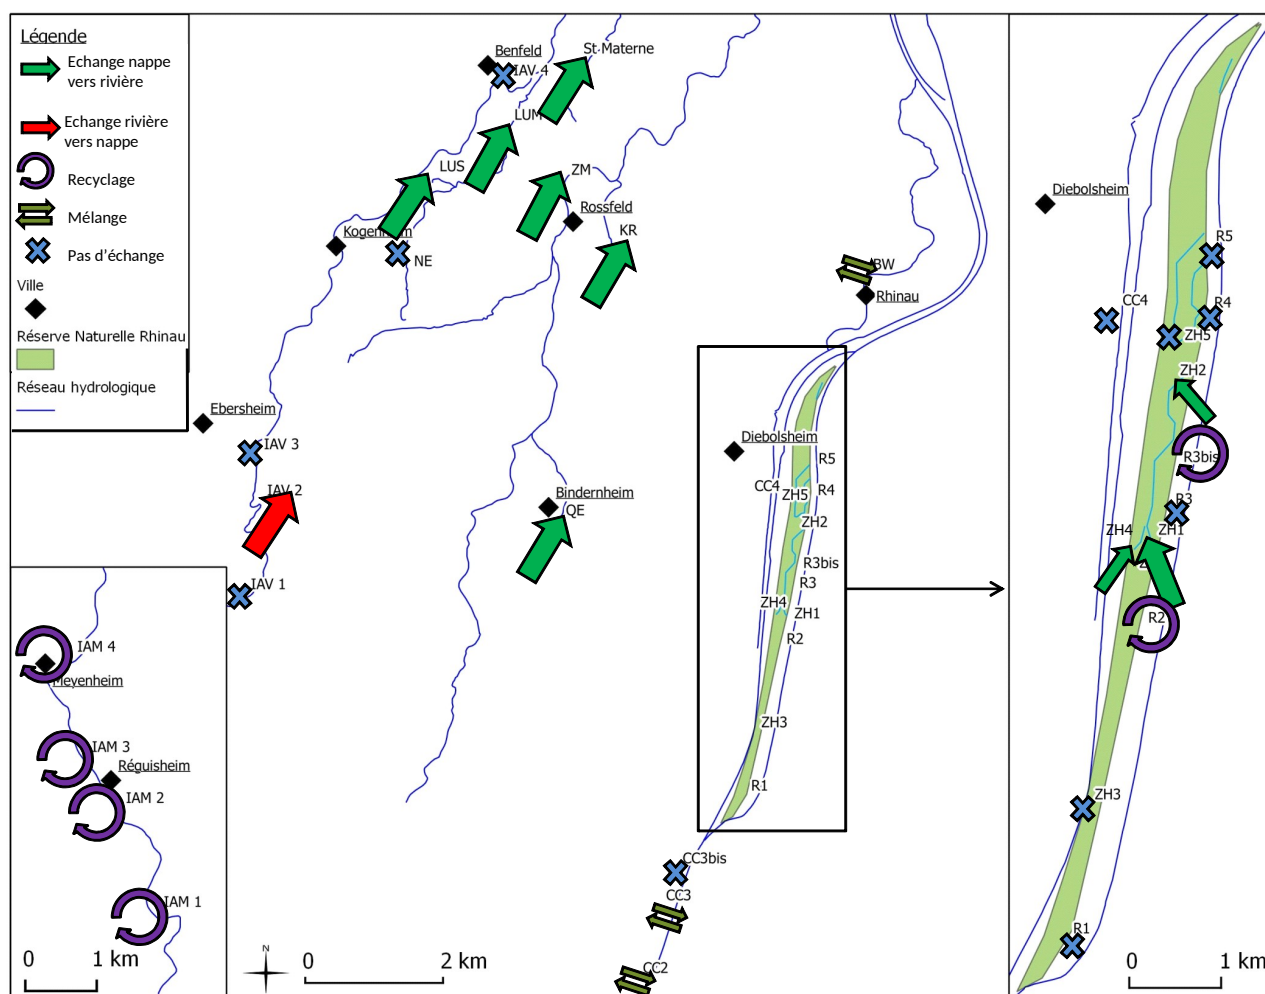 Légende
Echange nappe
vers rivière
Echange rivière
vers nappe
Recyclage
Mélange
Pas d'échange
Ville
Réserve Naturelle Rhinau
Réseau hydrologique
Benfeld
IAV 4
St Materne
LUM
LUS
ZM
Rossfeld
KR
Kogenheim
NE
BW
Rhinau
Ebersheim
IAV 3
IAV 2
IAV 1
Bindernheim
QE
Diebolsheim
R5
CC4
ZH5
R4
ZH2
R3bis
R3
ZH4
ZH1
R2
ZH3
R1
CC3bis
CC3
CC2
IAM 4
Meyenheim
IAM 3
Réguisheim
IAM 2
IAM 1
0 1 km
N
0 2 km
Diebolsheim
R5
CC4
R4
ZH5
ZH2
R3bis
R3
ZH4
ZH1
R2
ZH3
R1
0 1 km